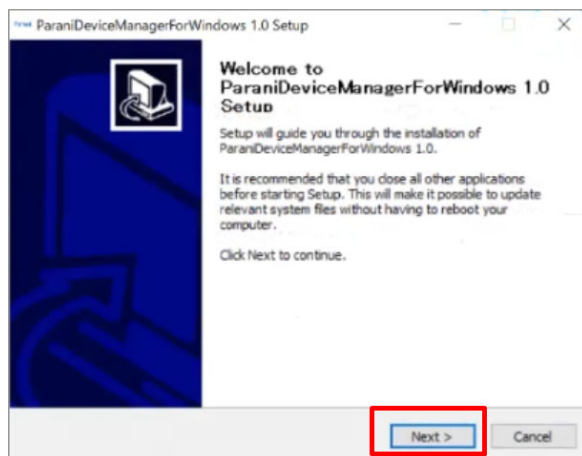 ParaniDeviceManagerForWindows 1.0 Setup
Welcome to
ParaniDeviceManagerForWindows 1.0
Setup
Setup will guide you through the installation of
ParaniDeviceManagerForWindows 1.0.
It is recommended that you close all other applications
before starting Setup. This will make it possible to update
relevant system files without having to reboot your
computer.
Click Next to continue.
Next >
Cancel